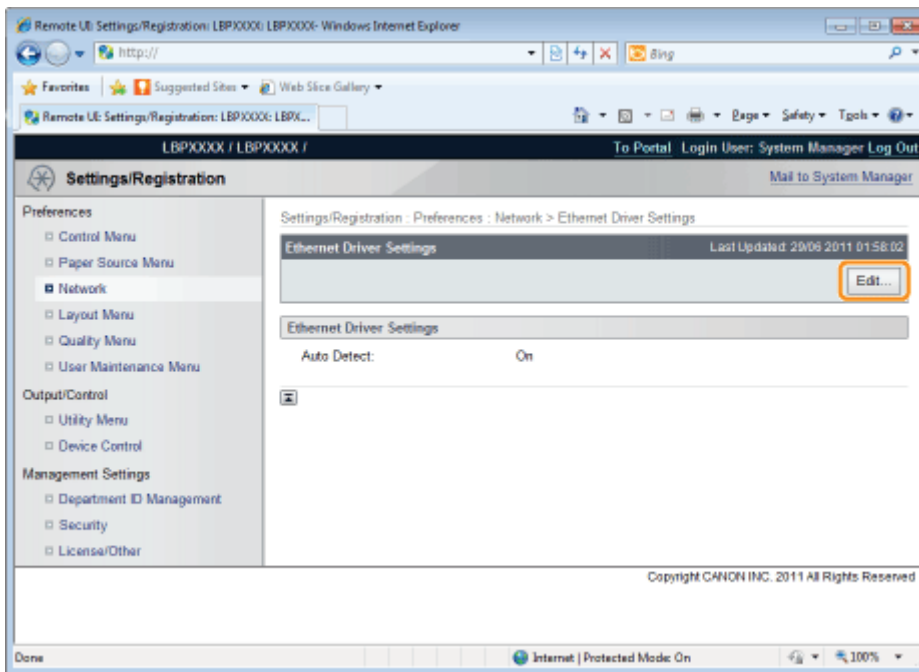 Remote UI: Settings/Registration: LBPXXXX: LBPXXXX- Windows Internet Explorer
http://
Bing
Favorites Suggested Sites Web Slice Gallery
Remote UI: Settings/Registration: LBPXXXX: LBPX...
Page Safety Tools
LBPXXXX / LBPXXXX /
To Portal Login User: System Manager Log Out
Settings/Registration
Mail to System Manager
Preferences
Control Menu
Paper Source Menu
Network
Layout Menu
Quality Menu
User Maintenance Menu
Output/Control
Utility Menu
Device Control
Management Settings
Department ID Management
Security
License/Other
Settings/Registration : Preferences : Network > Ethernet Driver Settings
Ethernet Driver Settings
Last Updated: 29/06 2011 01:58:02
Edit...
Ethernet Driver Settings
Auto Detect: On
Copyright CANON INC. 2011 All Rights Reserved
Done
Internet | Protected Mode: On
100%